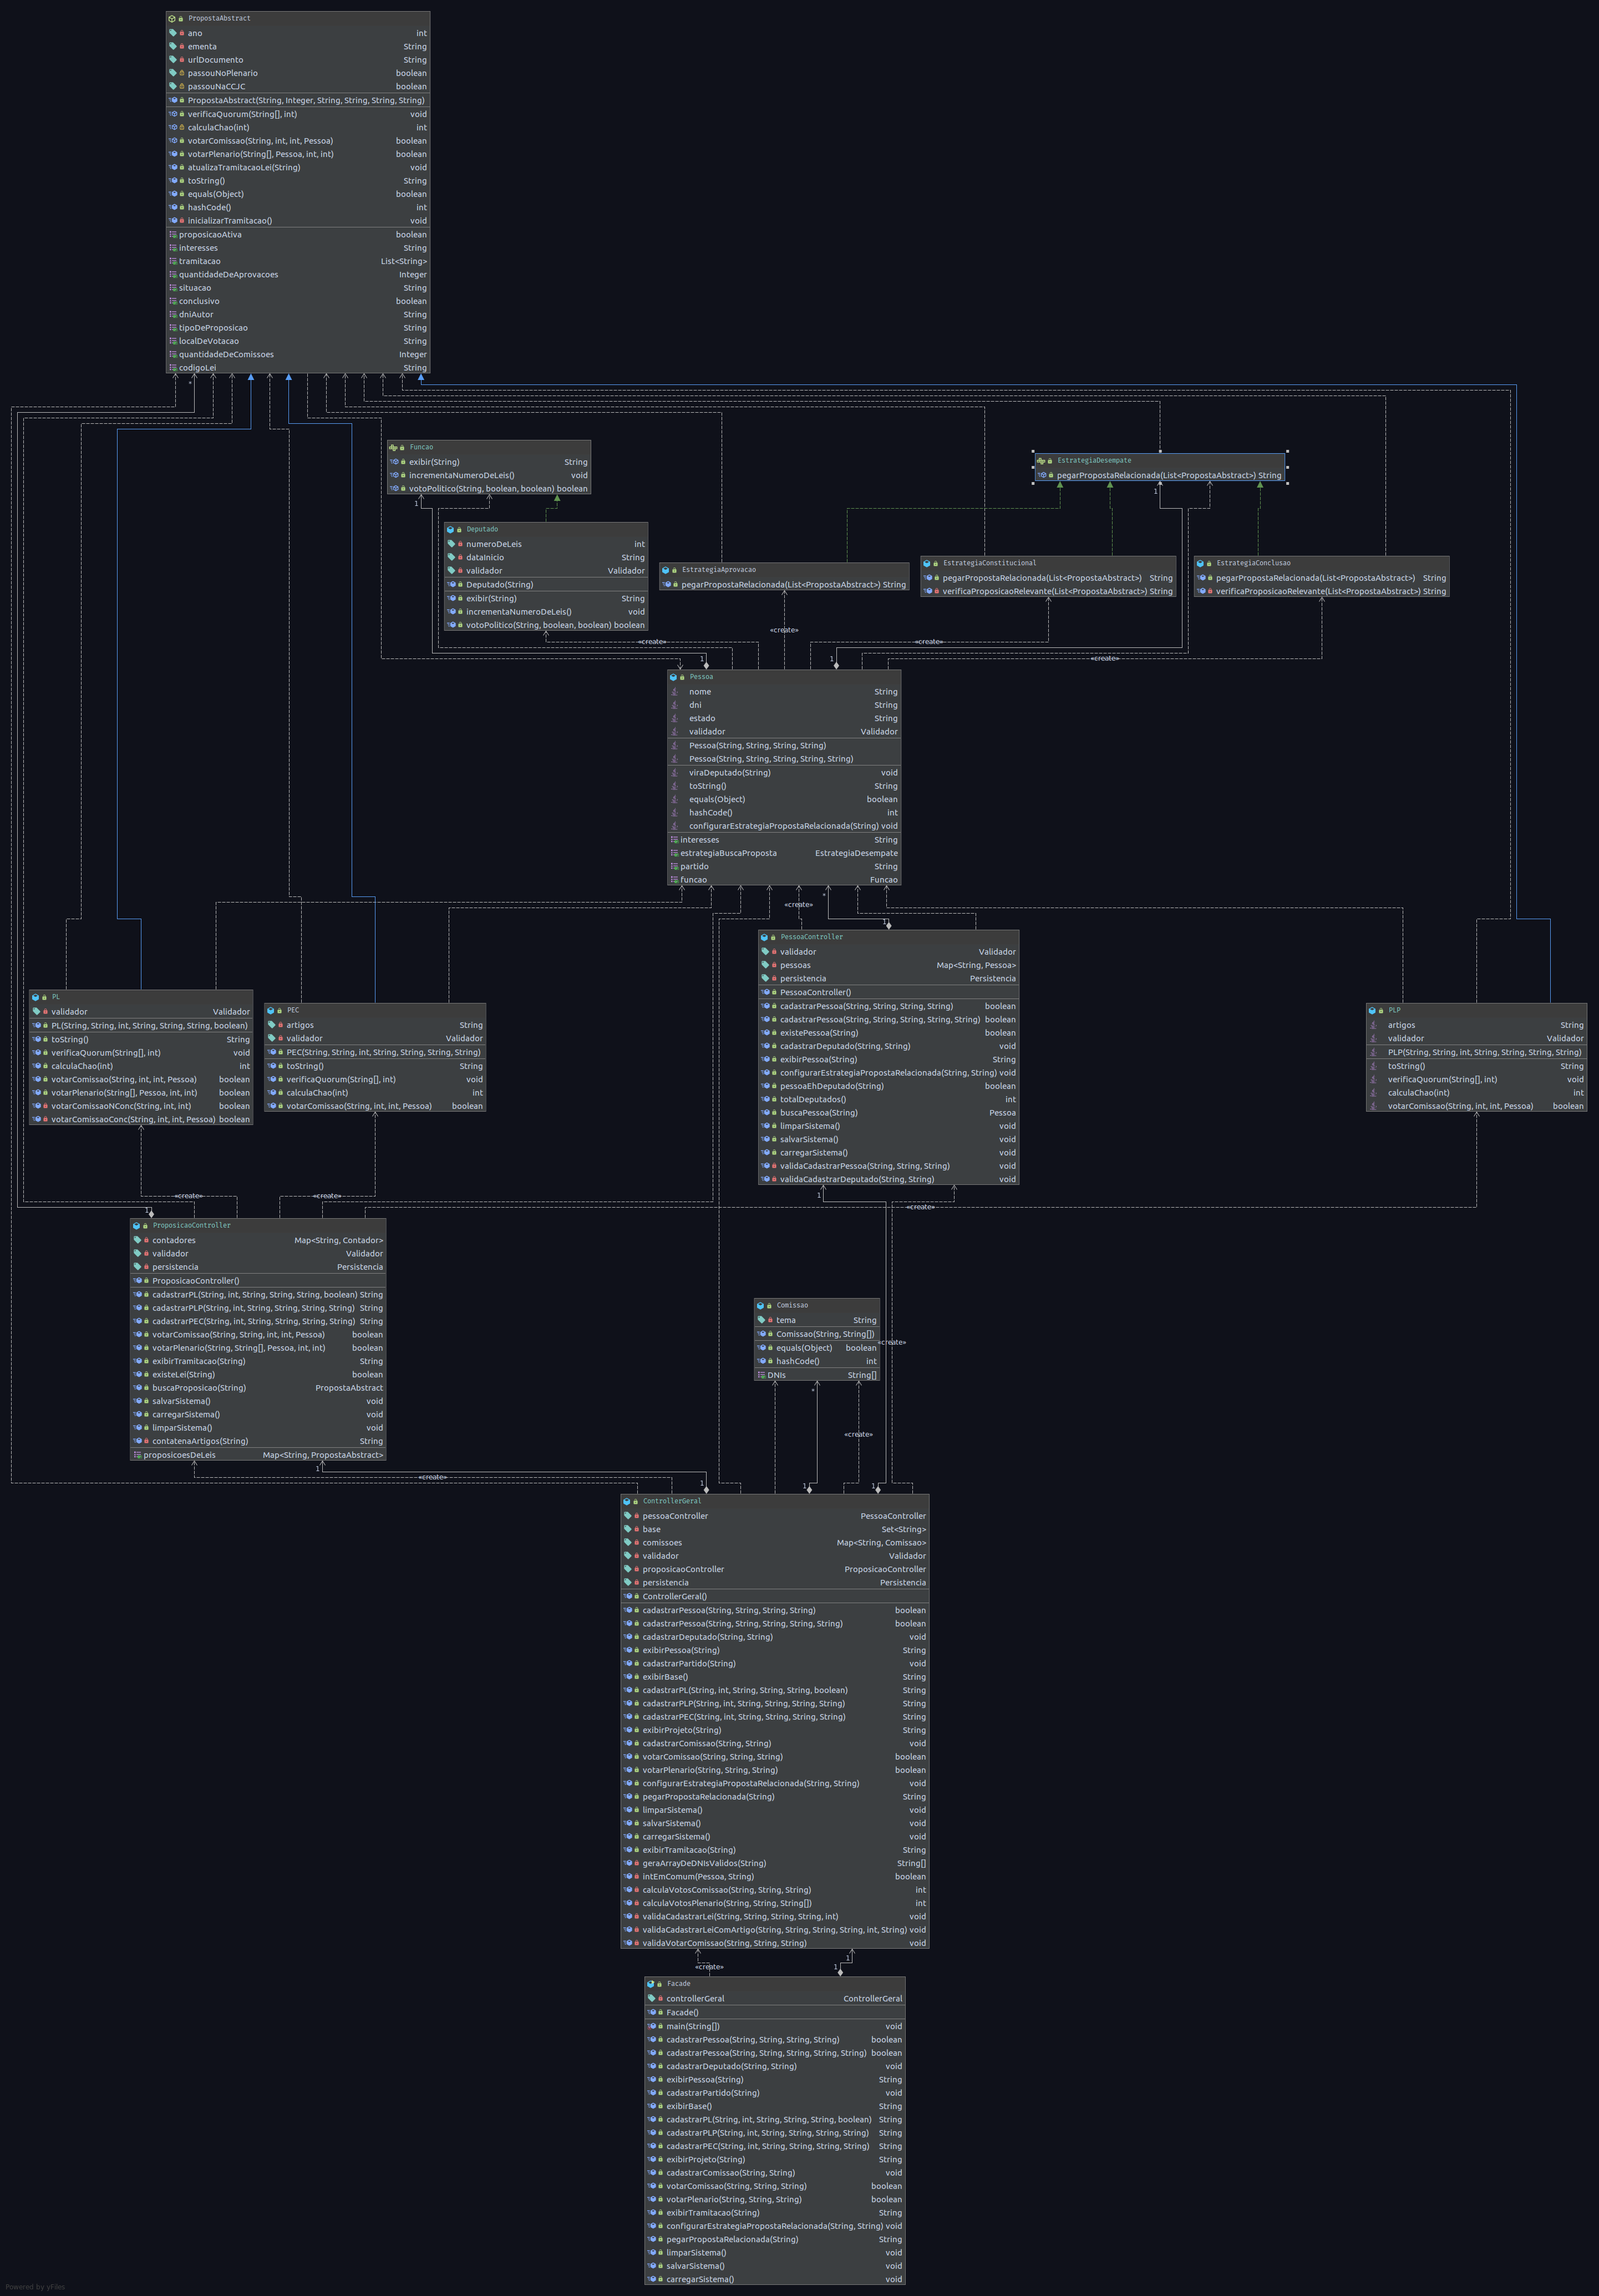 PropostaAbstract
ano int
ementa String
urlDocumento String
passouNoPlenario boolean
passouNaCCJC boolean
PropostaAbstract(String, Integer, String, String, String, String)
verificaQuorum(String[], int) void
calculaChao(int) int
votarComissao(String, int, int, Pessoa) boolean
votarPlenario(String[], Pessoa, int, int) boolean
atualizaTramitacaoLei(String) void
toString() String
equals(Object) boolean
hashCode() int
inicializarTramitacao() void
proposicaoAtiva boolean
interesses String
tramitacao List<String>
quantidadeDeAprovacoes Integer
situacao String
conclusivo boolean
dniAutor String
tipoDeProposicao String
localDeVotacao String
quantidadeDeComissoes Integer
codigoLei String
*
Funcao
exibir(String) String
incrementaNumeroDeLeis() void
votoPolitico(String, boolean, boolean) boolean
1
EstrategiaDesempate
pegarPropostaRelacionada(List<PropostaAbstract>) String
1
Deputado
numeroDeLeis int
dataInicio String
validador Validador
Deputado(String)
exibir(String) String
incrementaNumeroDeLeis() void
votoPolitico(String, boolean, boolean) boolean
EstrategiaAprovacao
pegarPropostaRelacionada(List<PropostaAbstract>) String
EstrategiaConstitucional
pegarPropostaRelacionada(List<PropostaAbstract>) String
verificaProposicaoRelevante(List<PropostaAbstract>) String
EstrategiaConclusao
pegarPropostaRelacionada(List<PropostaAbstract>) String
verificaProposicaoRelevante(List<PropostaAbstract>) String
«create»
«create»
«create»
«create»
1
1
Pessoa
nome String
dni String
estado String
validador Validador
Pessoa(String, String, String, String)
Pessoa(String, String, String, String, String)
viraDeputado(String) void
toString() String
equals(Object) boolean
hashCode() int
configurarEstrategiaPropostaRelacionada(String) void
interesses String
estrategiaBuscaProposta EstrategiaDesempate
partido String
funcao Funcao
*
«create»
1
PessoaController
validador Validador
pessoas Map<String, Pessoa>
persistencia Persistencia
PessoaController()
cadastrarPessoa(String, String, String, String) boolean
cadastrarPessoa(String, String, String, String, String) boolean
existePessoa(String) boolean
cadastrarDeputado(String, String) void
exibirPessoa(String) String
configurarEstrategiaPropostaRelacionada(String, String) void
pessoaEhDeputado(String) boolean
totalDeputados() int
buscaPessoa(String) Pessoa
limparSistema() void
salvarSistema() void
carregarSistema() void
validaCadastrarPessoa(String, String, String) void
validaCadastrarDeputado(String, String) void
PL
validador Validador
PL(String, String, int, String, String, String, boolean)
toString() String
verificaQuorum(String[], int) void
calculaChao(int) int
votarComissao(String, int, int, Pessoa) boolean
votarPlenario(String[], Pessoa, int, int) boolean
votarComissaoNConc(String, int, int) boolean
votarComissaoConc(String, int, int, Pessoa) boolean
PEC
artigos String
validador Validador
PEC(String, String, int, String, String, String, String)
toString() String
verificaQuorum(String[], int) void
calculaChao(int) int
votarComissao(String, int, int, Pessoa) boolean
PLP
artigos String
validador Validador
PLP(String, String, int, String, String, String, String)
toString() String
verificaQuorum(String[], int) void
calculaChao(int) int
votarComissao(String, int, int, Pessoa) boolean
«create»
«create»
1
«create»
1
ProposicaoController
contadores Map<String, Contador>
validador Validador
persistencia Persistencia
ProposicaoController()
cadastrarPL(String, int, String, String, String, boolean) String
cadastrarPLP(String, int, String, String, String, String) String
cadastrarPEC(String, int, String, String, String, String) String
votarComissao(String, String, int, int, Pessoa) boolean
votarPlenario(String, String[], Pessoa, int, int) boolean
exibirTramitacao(String) String
existeLei(String) boolean
buscaProposicao(String) PropostaAbstract
salvarSistema() void
carregarSistema() void
limparSistema() void
contatenaArtigos(String) String
proposicoesDeLeis Map<String, PropostaAbstract>
Comissao
tema String
Comissao(String, String[])
equals(Object) boolean
hashCode() int
DNIs String[]
«create»
*
«create»
1
«create»
1
1
1
ControllerGeral
pessoaController PessoaController
base Set<String>
comissoes Map<String, Comissao>
validador Validador
proposicaoController ProposicaoController
persistencia Persistencia
ControllerGeral()
cadastrarPessoa(String, String, String, String) boolean
cadastrarPessoa(String, String, String, String, String) boolean
cadastrarDeputado(String, String) void
exibirPessoa(String) String
cadastrarPartido(String) void
exibirBase() String
cadastrarPL(String, int, String, String, String, boolean) String
cadastrarPLP(String, int, String, String, String, String) String
cadastrarPEC(String, int, String, String, String, String) String
exibirProjeto(String) String
cadastrarComissao(String, String) void
votarComissao(String, String, String) boolean
votarPlenario(String, String, String) boolean
configurarEstrategiaPropostaRelacionada(String, String) void
pegarPropostaRelacionada(String) String
limparSistema() void
salvarSistema() void
carregarSistema() void
exibirTramitacao(String) String
geraArrayDeDNIsValidos(String) String[]
intEmComum(Pessoa, String) boolean
calculaVotosComissao(String, String, String) int
calculaVotosPlenario(String, String, String[]) int
validaCadastrarLei(String, String, String, String, int) void
validaCadastrarLeiComArtigo(String, String, String, String, int, String) void
validaVotarComissao(String, String, String) void
1
«create»
1
Facade
controllerGeral ControllerGeral
Facade()
main(String[]) void
cadastrarPessoa(String, String, String, String) boolean
cadastrarPessoa(String, String, String, String, String) boolean
cadastrarDeputado(String, String) void
exibirPessoa(String) String
cadastrarPartido(String) void
exibirBase() String
cadastrarPL(String, int, String, String, String, boolean) String
cadastrarPLP(String, int, String, String, String, String) String
cadastrarPEC(String, int, String, String, String, String) String
exibirProjeto(String) String
cadastrarComissao(String, String) void
votarComissao(String, String, String) boolean
votarPlenario(String, String, String) boolean
exibirTramitacao(String) String
configurarEstrategiaPropostaRelacionada(String, String) void
pegarPropostaRelacionada(String) String
limparSistema() void
salvarSistema() void
carregarSistema() void
Powered by yFiles